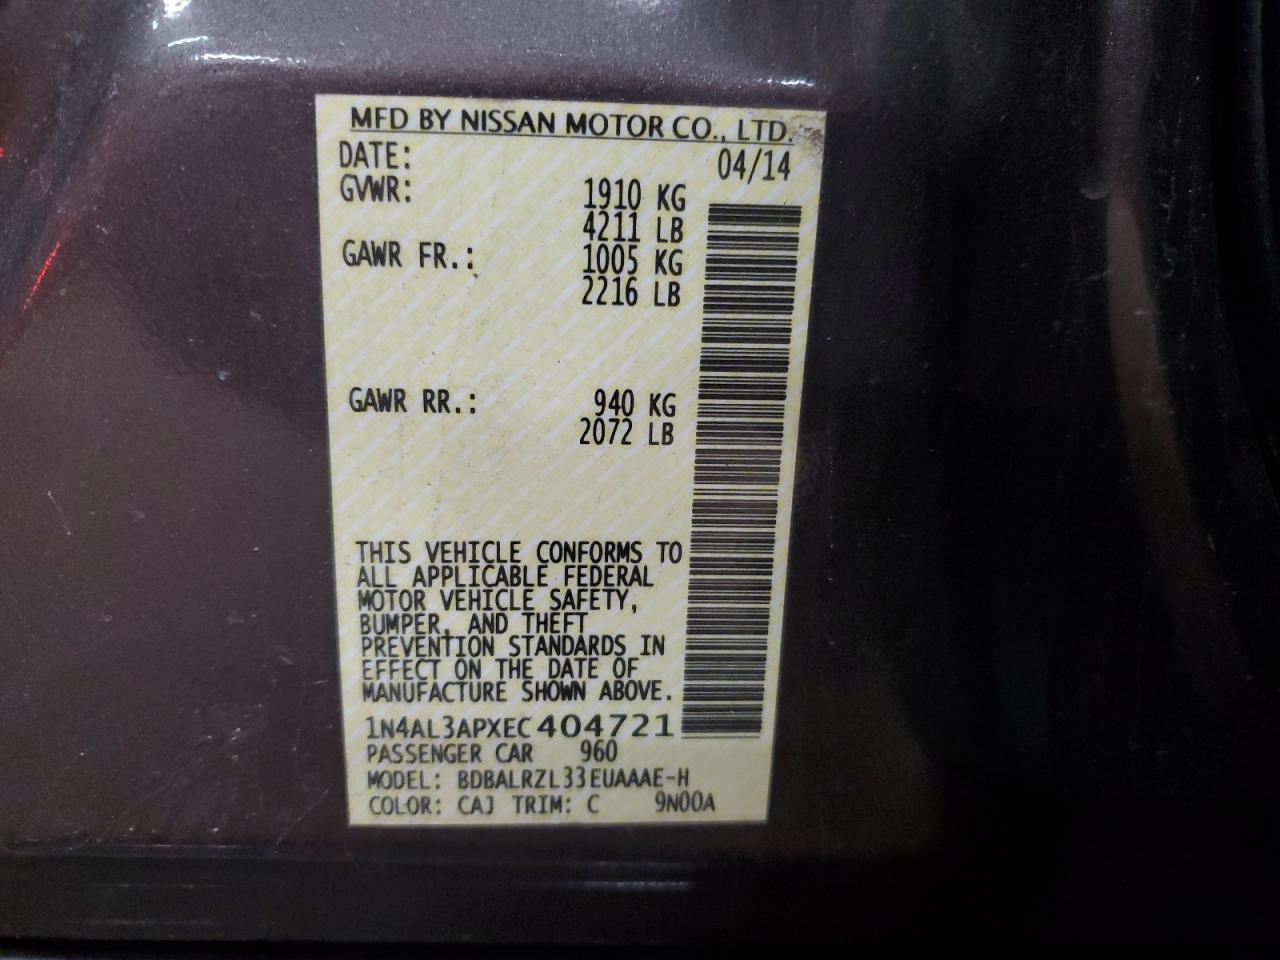 MFD BY NISSAN MOTOR CO., LTD.
DATE: 04/14
GVWR: 1910 KG
4211 LB
GAWR FR.: 1005 KG
2216 LB
GAWR RR.: 940 KG
2072 LB
THIS VEHICLE CONFORMS TO
ALL APPLICABLE FEDERAL
MOTOR VEHICLE SAFETY,
BUMPER, AND THEFT
PREVENTION STANDARDS IN
EFFECT ON THE DATE OF
MANUFACTURE SHOWN ABOVE.
1N4AL3APXEC404721
PASSENGER CAR 960
MODEL: BDBALRZL33EUAAAE-H
COLOR: CAJ TRIM: C 9N00A